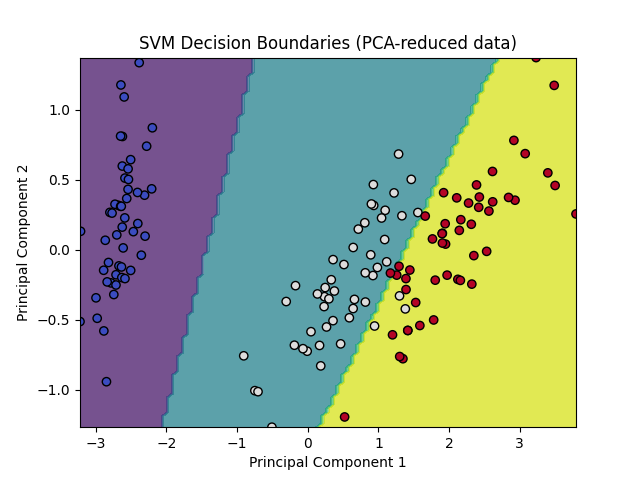 SVM Decision Boundaries (PCA-reduced data)
Principal Component 2
1.0
0.5
0.0
−0.5
−1.0
−3 −2 −1 0 1 2 3
Principal Component 1